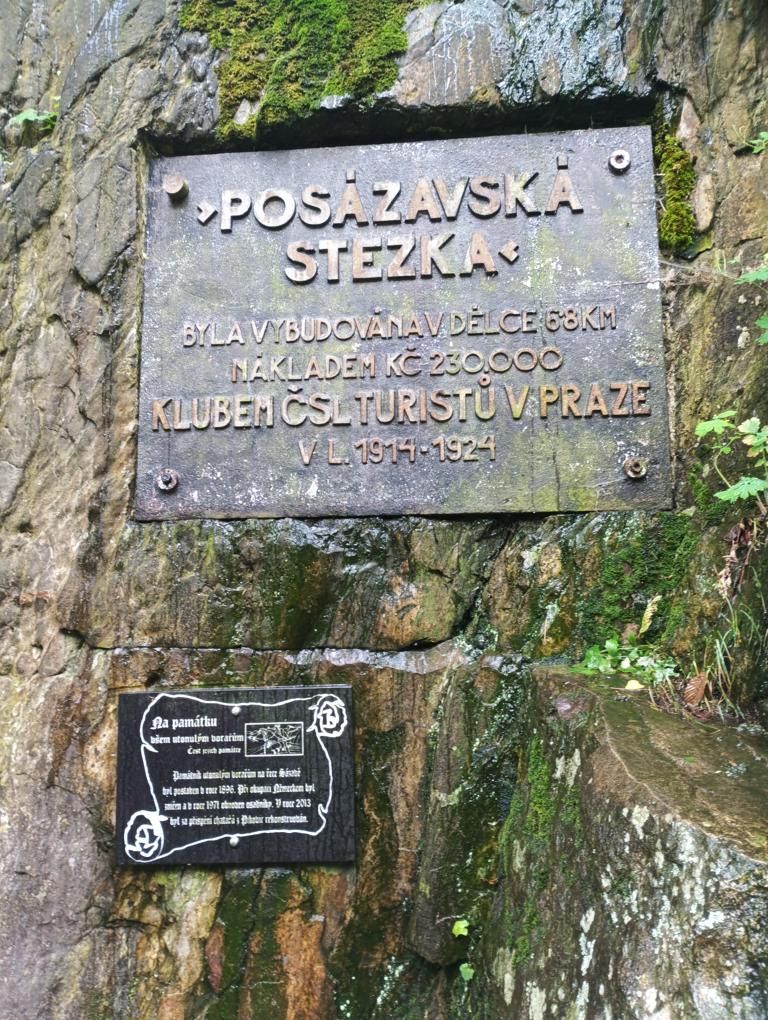 ›POSÁZAVSKÁ
STEZKA‹
BYLA VYBUDOVÁNA V DÉLCE 68KM
NÁKLADEM KČ 230.000
KLUBEM ČSL TURISTŮ V PRAZE
V L. 1914-1924
Na památku
všem utonulým vorařům
Čest jejich památce
Památník utonulým vorařům na řece Sázavě
byl postaven v roce 1896. Při okupaci Německem byl
zničen a v roce 1971 obnoven osadníky. V roce 2013
byl za přispění chatařů z Pikovic rekonstruován.